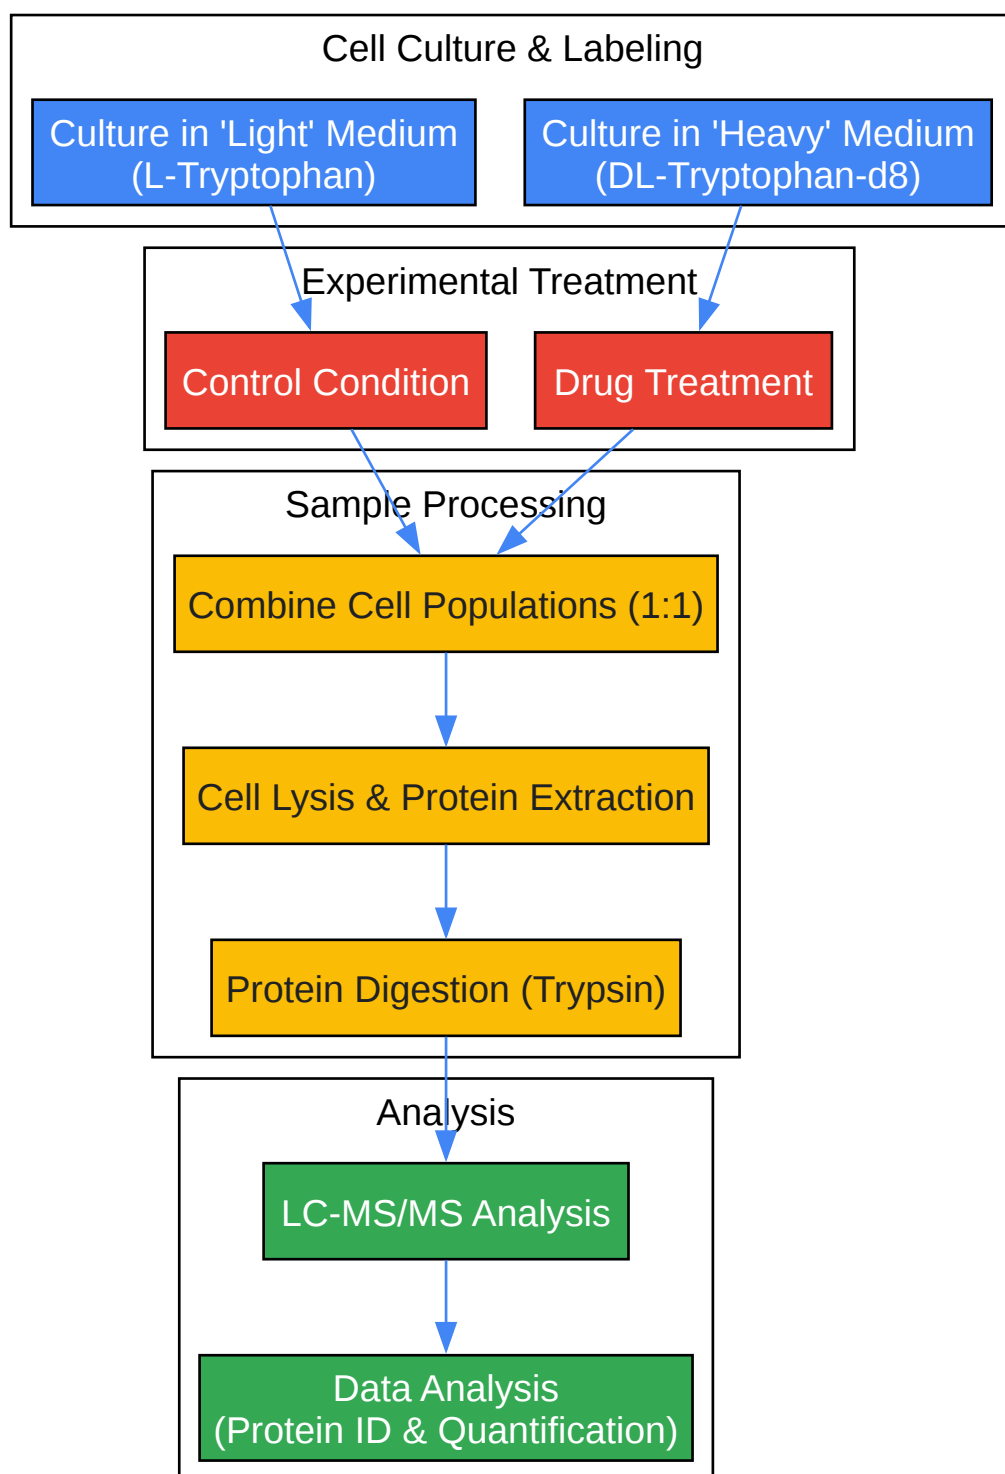 Cell Culture & Labeling
Culture in 'Light' Medium
(L-Tryptophan)
Culture in 'Heavy' Medium
(DL-Tryptophan-d8)
Experimental Treatment
Control Condition
Drug Treatment
Sample Processing
Combine Cell Populations (1:1)
Cell Lysis & Protein Extraction
Protein Digestion (Trypsin)
Analysis
LC-MS/MS Analysis
Data Analysis
(Protein ID & Quantification)